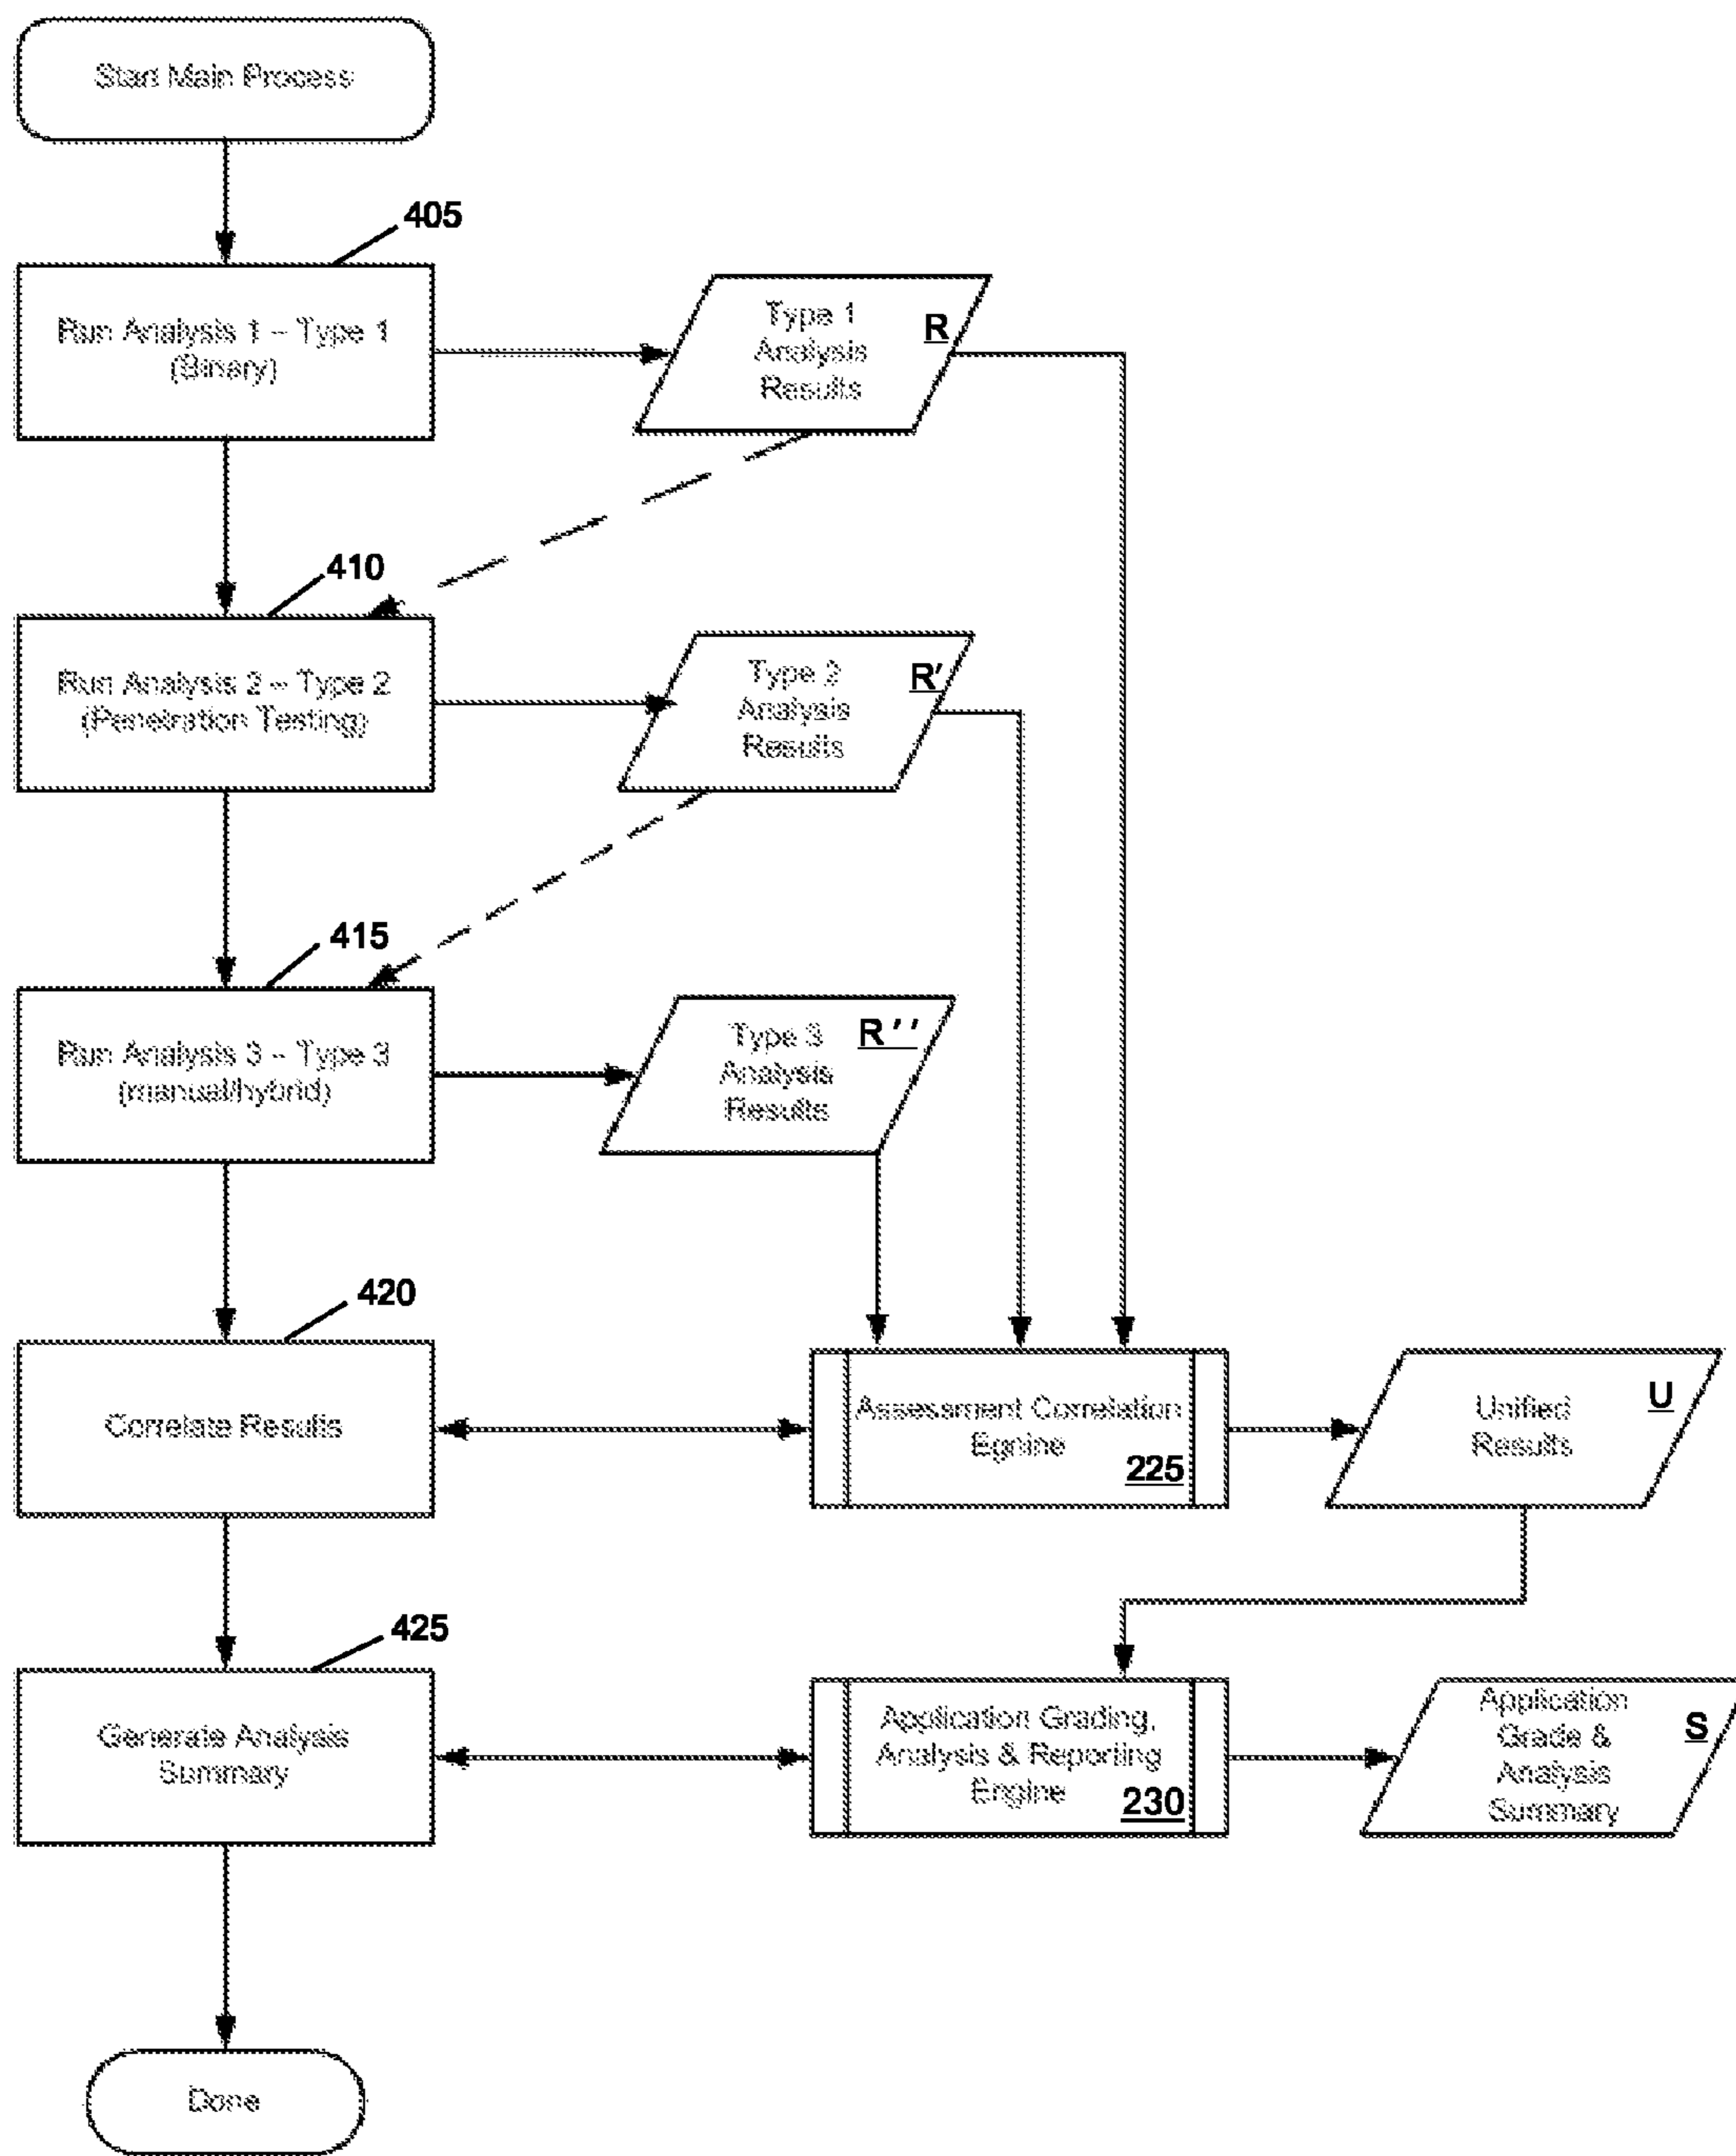 Start Main Process
405
Run Analysis 1 – Type 1
(Binary)
Type 1
Analysis
Results
R
410
Run Analysis 2 – Type 2
(Penetration Testing)
Type 2
Analysis
Results
R′
415
Run Analysis 3 – Type 3
(manual/hybrid)
Type 3
Analysis
Results
R′′
420
Correlate Results
Assessment Correlation
Egnine
225
Unified
Results
U
425
Generate Analysis
Summary
Application Grading,
Analysis & Reporting
Engine
230
Application
Grade &
Analysis
Summary
S
Done